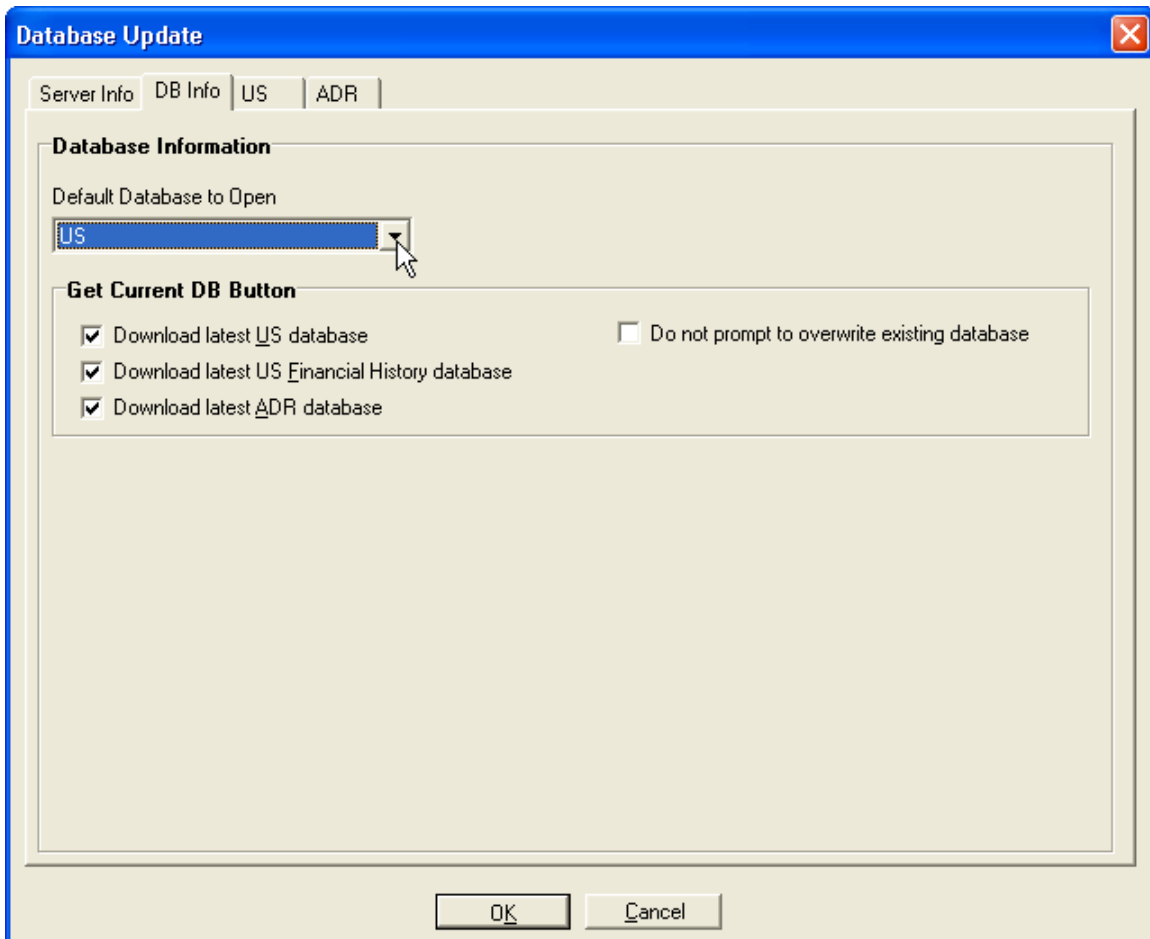 Database Update
Server Info DB Info US ADR
Database Information
Default Database to Open
US
Get Current DB Button
Download latest US database Do not prompt to overwrite existing database
Download latest US Financial History database
Download latest ADR database
OK Cancel